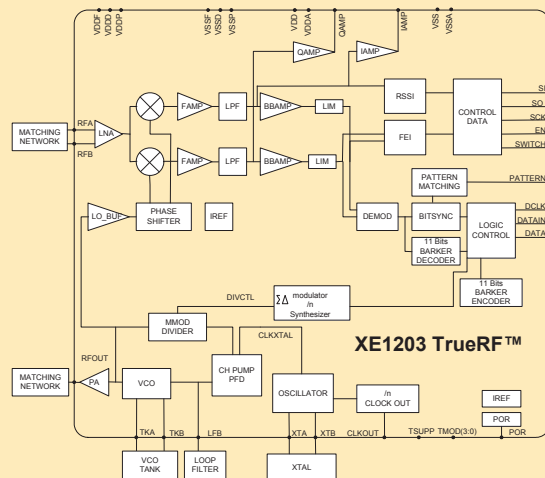 VDDF
VDDD
VDDP
VSSF
VSSD
VSSP
VDD
VDDA
QAMP
IAMP
VSS
VSSA
QAMP
IAMP
RSSI
CONTROL
DATA
SI
SO
SCK
EN
SWITCH
FAMP
LPF
BBAMP
LIM
FEI
MATCHING
NETWORK
RFA
RFB
LNA
FAMP
LPF
BBAMP
LIM
PATTERN
MATCHING
PATTERN
LO_BUF
PHASE
SHIFTER
IREF
DEMOD
BITSYNC
LOGIC
CONTROL
DCLK
DATAIN
DATA
11 Bits
BARKER
DECODER
11 Bits
BARKER
ENCODER
DIVCTL
ΣΔ modulator
/n
Synthesizer
MMOD
DIVIDER
CLKXTAL
XE1203 TrueRF™
RFOUT
MATCHING
NETWORK
PA
VCO
CH PUMP
PFD
OSCILLATOR
/n
CLOCK OUT
IREF
POR
TKA
TKB
LFB
XTA
XTB
CLKOUT
TSUPP
TMOD(3:0)
POR
VCO
TANK
LOOP
FILTER
XTAL